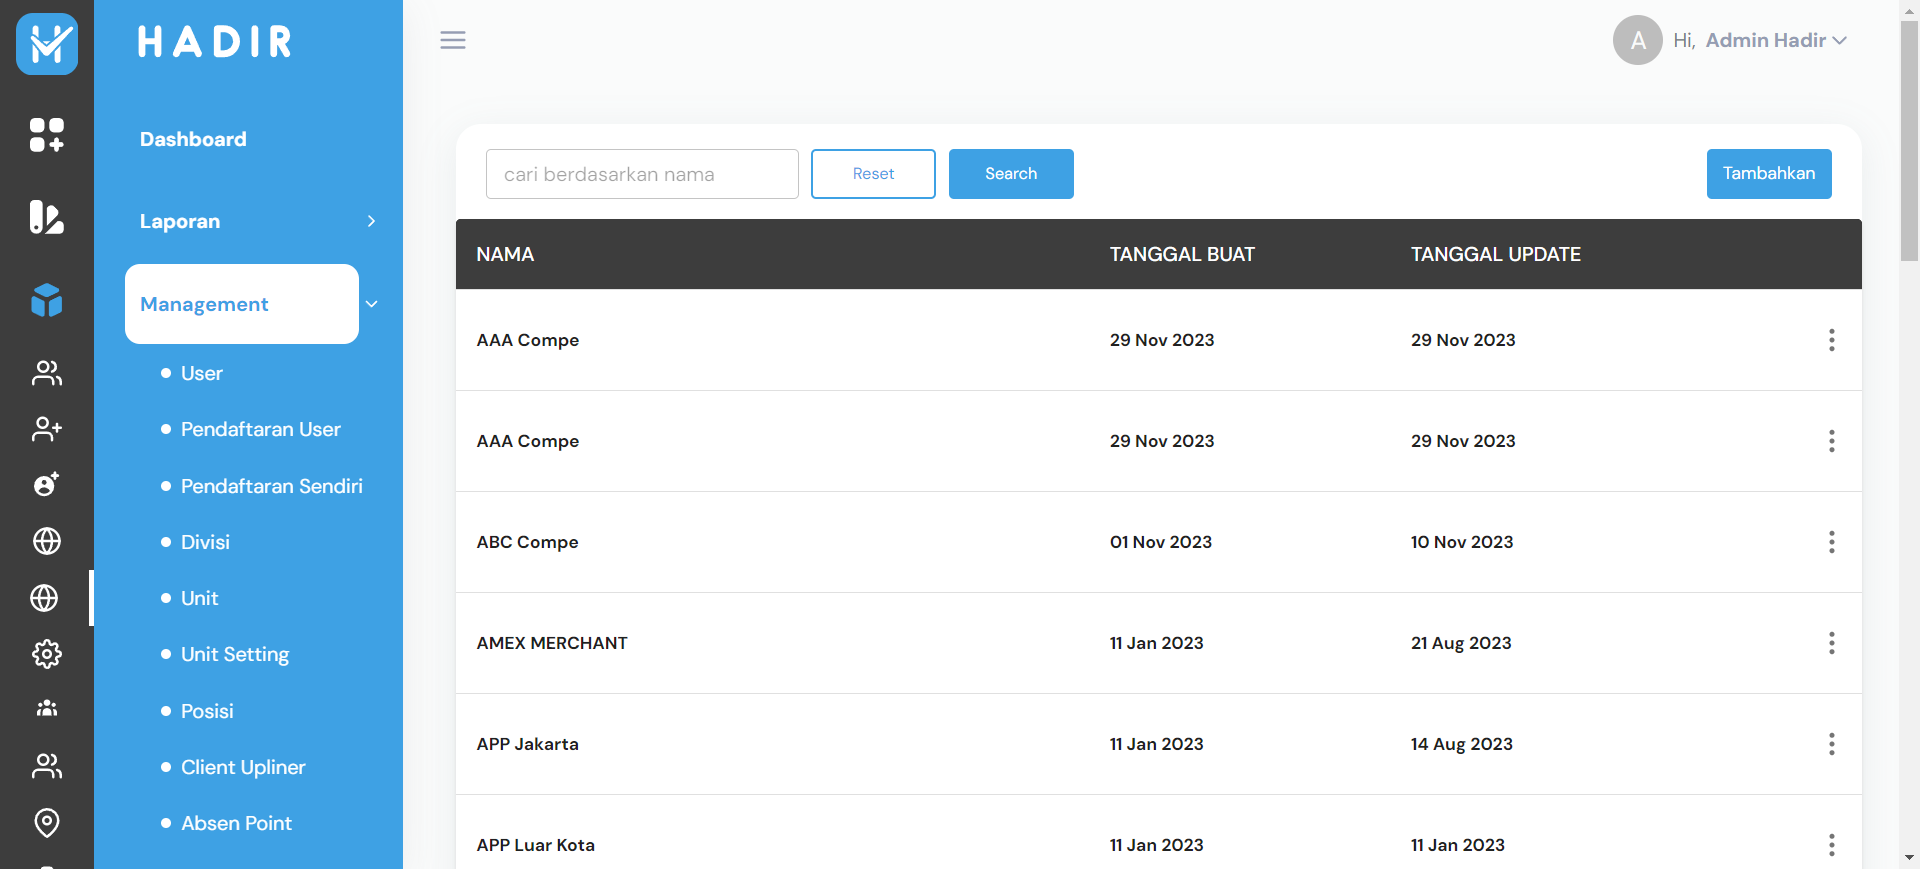 HADIR
Hi, Admin Hadir
A
Dashboard
Laporan
Management
User
Pendaftaran User
Pendaftaran Sendiri
Divisi
Unit
Unit Setting
Posisi
Client Upliner
Absen Point
cari berdasarkan nama
Reset
Search
Tambahkan
NAMA TANGGAL BUAT TANGGAL UPDATE
AAA Compe 29 Nov 2023 29 Nov 2023
AAA Compe 29 Nov 2023 29 Nov 2023
ABC Compe 01 Nov 2023 10 Nov 2023
AMEX MERCHANT 11 Jan 2023 21 Aug 2023
APP Jakarta 11 Jan 2023 14 Aug 2023
APP Luar Kota 11 Jan 2023 11 Jan 2023